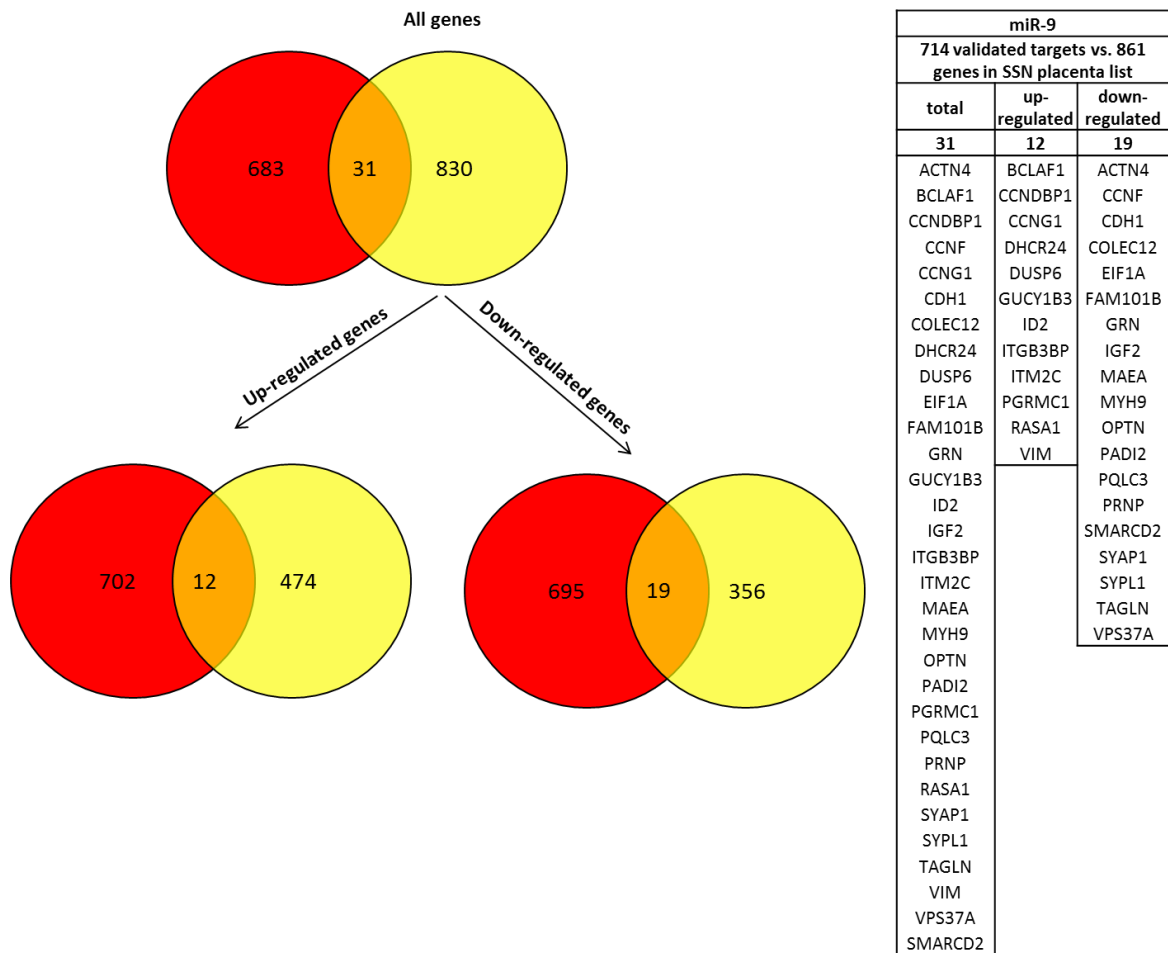 All genes
683
31
830
Up-regulated genes
Down-regulated genes
702
12
474
695
19
356
miR-9
714 validated targets vs. 861
genes in SSN placenta list
total
up-
regulated
down-
regulated
31
12
19
ACTN4 BCLAF1 ACTN4
BCLAF1 CCNDBP1 CCNF
CCNDBP1 CCNG1 CDH1
CCNF DHCR24 COLEC12
CCNG1 DUSP6 EIF1A
CDH1 GUCY1B3 FAM101B
COLEC12 ID2 GRN
DHCR24 ITGB3BP IGF2
DUSP6 ITM2C MAEA
EIF1A PGRMC1 MYH9
FAM101B RASA1 OPTN
GRN VIM PADI2
GUCY1B3 PQLC3
ID2 PRNP
IGF2 SMARCD2
ITGB3BP SYAP1
ITM2C SYPL1
MAEA TAGLN
MYH9 VPS37A
OPTN
PADI2
PGRMC1
PQLC3
PRNP
RASA1
SYAP1
SYPL1
TAGLN
VIM
VPS37A
SMARCD2